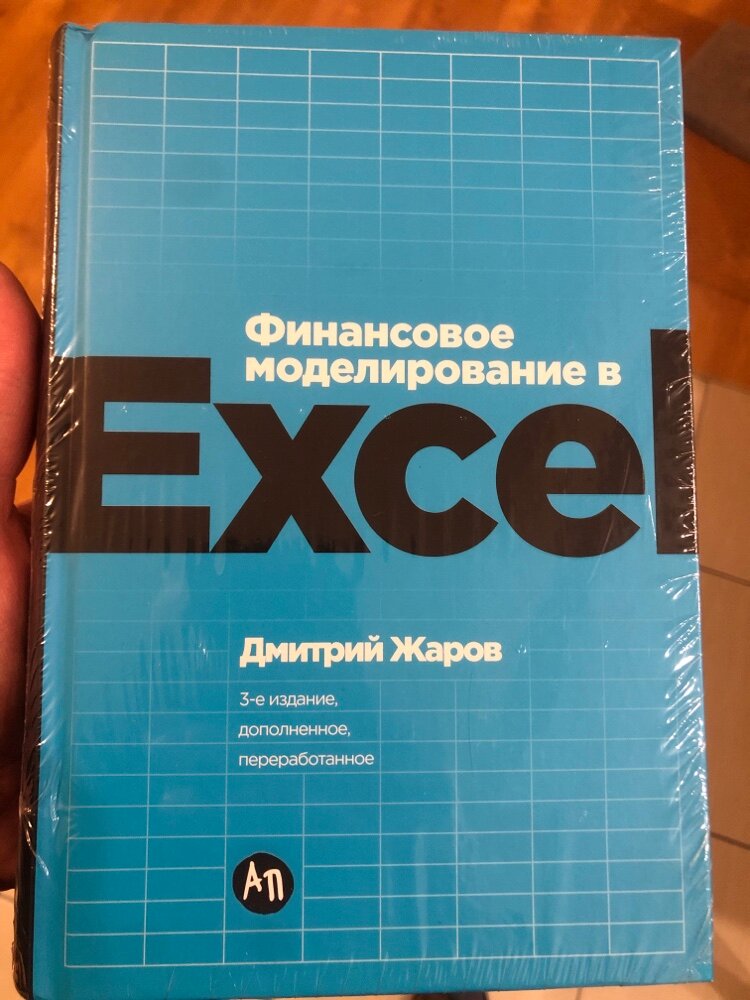 Финансовое
моделирование в
Excel
Дмитрий Жаров
3-е издание,
дополненное,
переработанное
АП